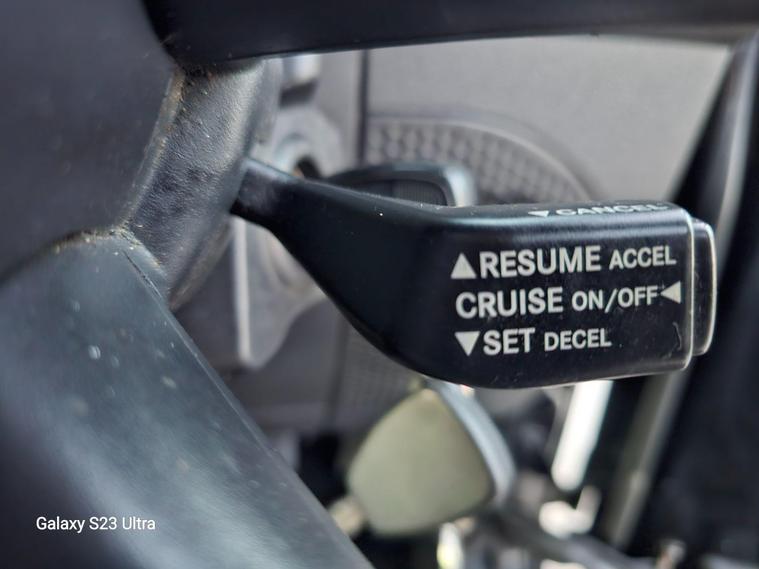 ▼CANCEL
▲RESUME ACCEL
CRUISE ON/OFF◀
▼SET DECEL
Galaxy S23 Ultra